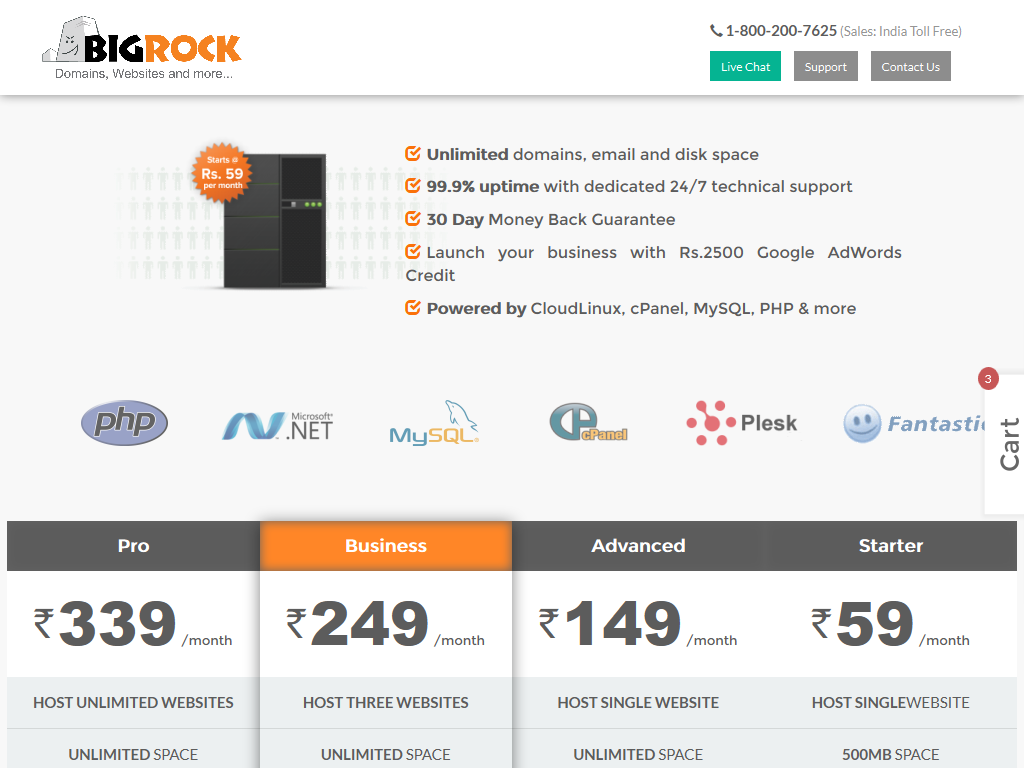 BIGROCK
Domains, Websites and more...
1-800-200-7625 (Sales: India Toll Free)
Live Chat
Support
Contact Us
Starts @
Rs. 59
per month
Unlimited domains, email and disk space
99.9% uptime with dedicated 24/7 technical support
30 Day Money Back Guarantee
Launch your business with Rs.2500 Google AdWords
Credit
Powered by CloudLinux, cPanel, MySQL, PHP & more
3
Cart
php
Microsoft®
.NET
MySQL®
cPanel
Plesk
Fantastic
Pro
Business
Advanced
Starter
₹339 /month
₹249 /month
₹149 /month
₹59 /month
HOST UNLIMITED WEBSITES
HOST THREE WEBSITES
HOST SINGLE WEBSITE
HOST SINGLEWEBSITE
UNLIMITED SPACE
UNLIMITED SPACE
UNLIMITED SPACE
500MB SPACE